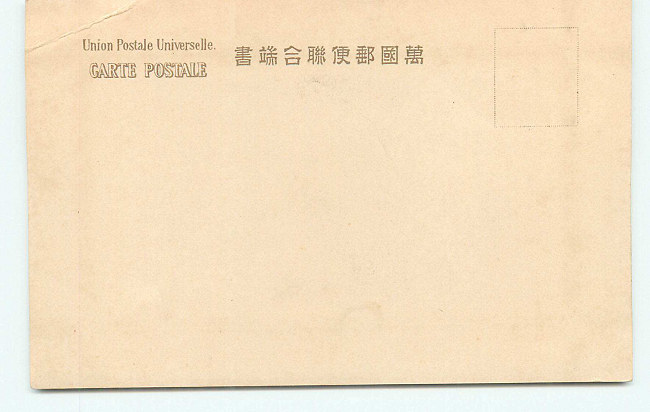 Union Postale Universelle.
CARTE POSTALE
萬國郵便聯合端書